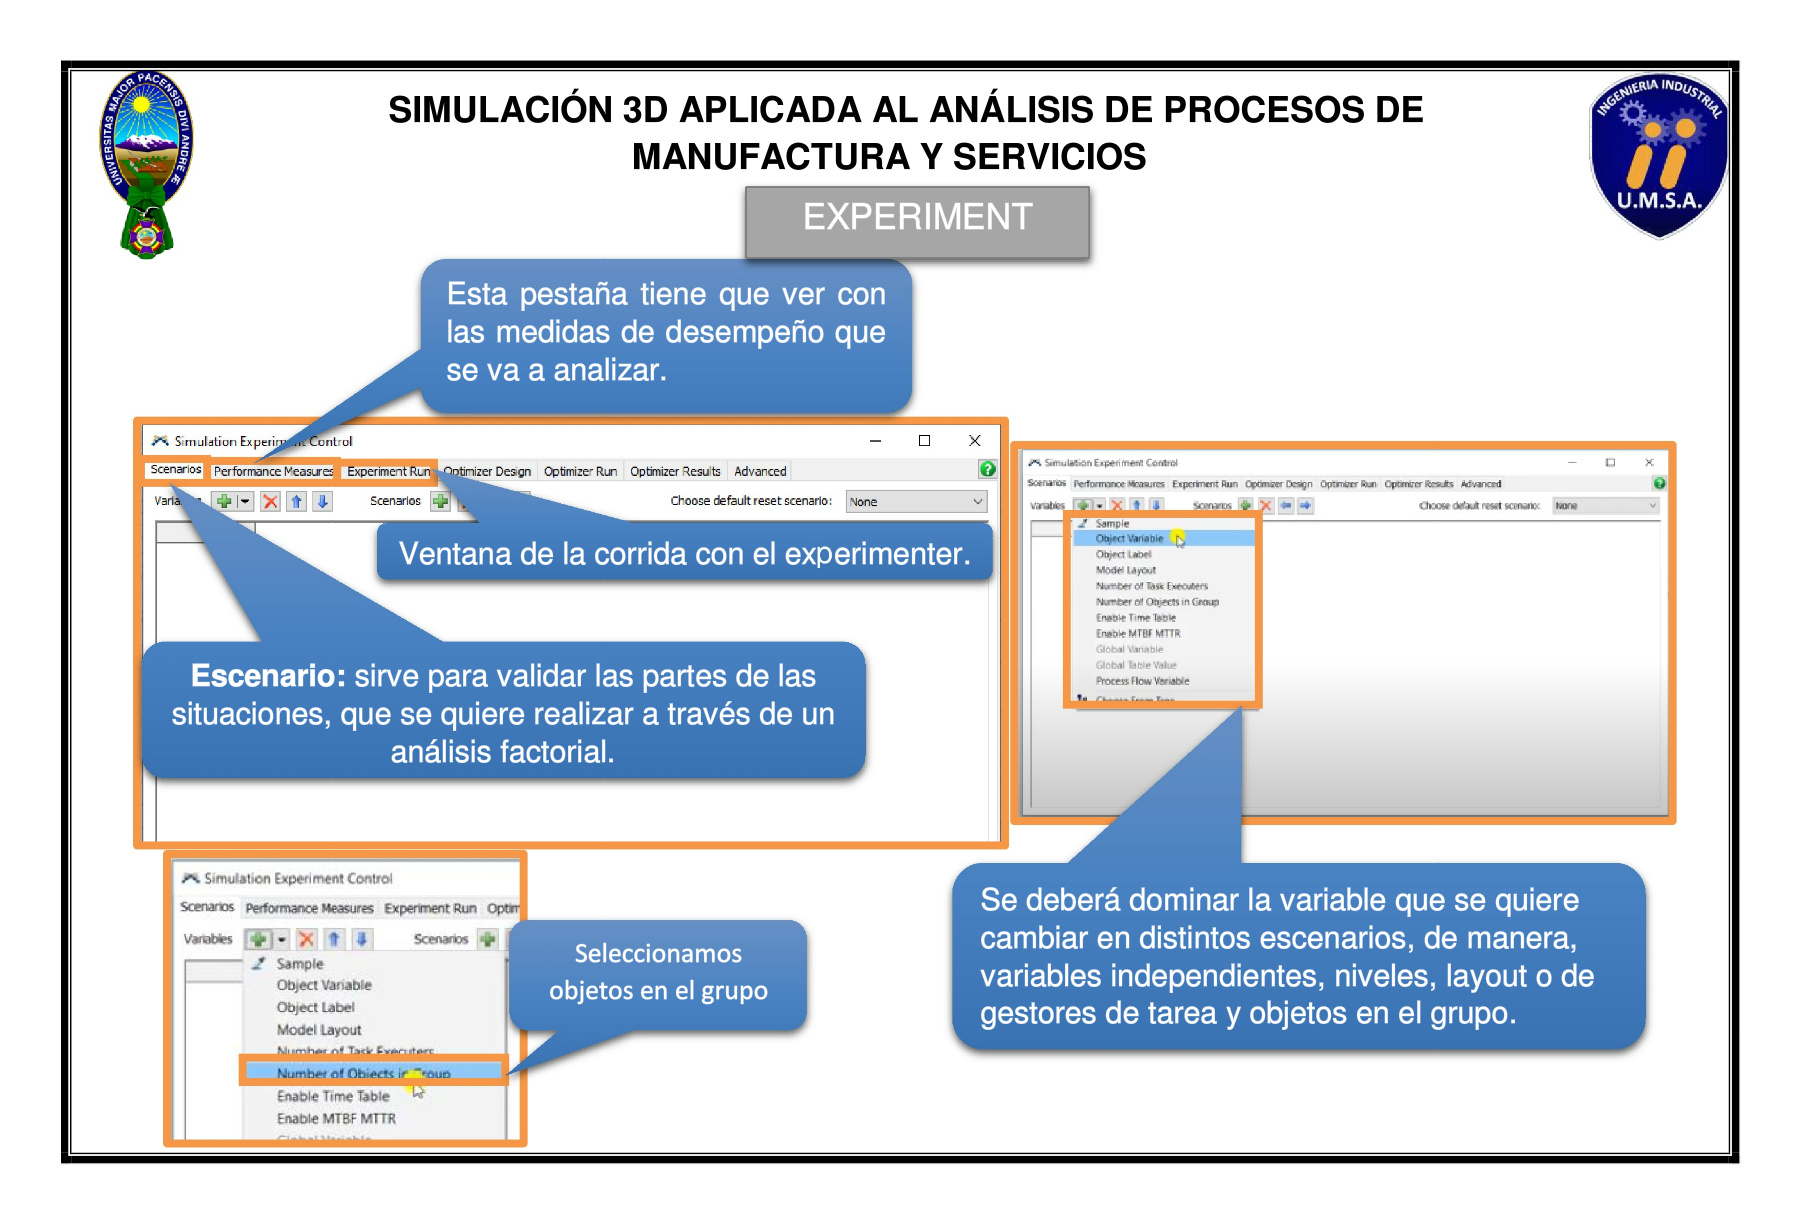 UNIVERSITAS MAJOR PACENSIS DIVI ANDRE Æ
SIMULACIÓN 3D APLICADA AL ANÁLISIS DE PROCESOS DE
MANUFACTURA Y SERVICIOS
INGENIERIA INDUSTRIAL
U.M.S.A.
EXPERIMENT
Esta pestaña tiene que ver con
las medidas de desempeño que
se va a analizar.
Simulation Experiment Control
Scenarios Performance Measures Experiment Run Optimizer Design Optimizer Run Optimizer Results Advanced
Scenarios Choose default reset scenario: None
Ventana de la corrida con el experimenter.
Escenario: sirve para validar las partes de las
situaciones, que se quiere realizar a través de un
análisis factorial.
Simulation Experiment Control
Scenarios Performance Measures Experiment Run Optimizer Design Optimizer Run Optimizer Results Advanced
Variables Scenarios Choose default reset scenario: None
Sample
Object Variable
Object Label
Model Layout
Number of Task Executers
Number of Objects in Group
Enable Time Table
Enable MTBF MTTR
Global Variable
Global Table Value
Process Flow Variable
Se deberá dominar la variable que se quiere
cambiar en distintos escenarios, de manera,
variables independientes, niveles, layout o de
gestores de tarea y objetos en el grupo.
Simulation Experiment Control
Scenarios Performance Measures Experiment Run Optim
Variables Scenarios
Sample
Object Variable
Object Label
Model Layout
Number of Task Executers
Number of Objects in Group
Enable Time Table
Enable MTBF MTTR
Seleccionamos
objetos en el grupo